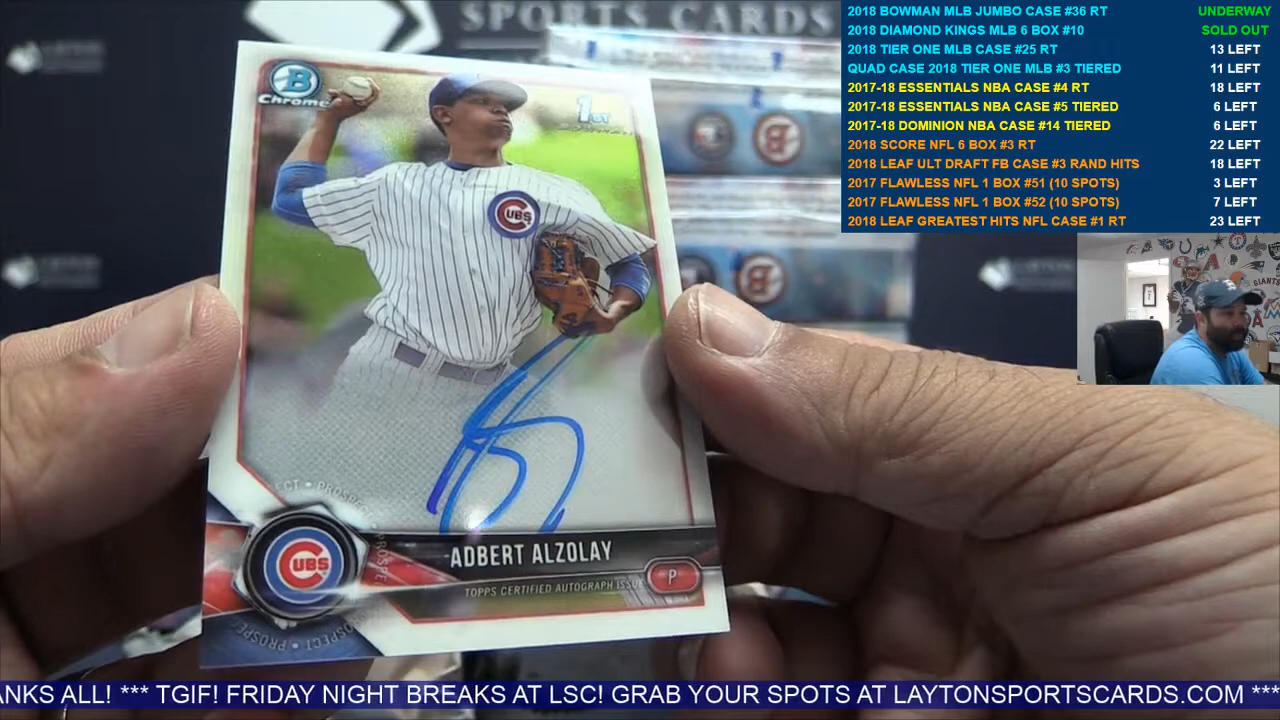 SPORTS CARDS
2018 BOWMAN MLB JUMBO CASE #36 RT UNDERWAY
2018 DIAMOND KINGS MLB 6 BOX #10 SOLD OUT
2018 TIER ONE MLB CASE #25 RT 13 LEFT
QUAD CASE 2018 TIER ONE MLB #3 TIERED 11 LEFT
2017-18 ESSENTIALS NBA CASE #4 RT 18 LEFT
2017-18 ESSENTIALS NBA CASE #5 TIERED 6 LEFT
2017-18 DOMINION NBA CASE #14 TIERED 6 LEFT
2018 SCORE NFL 6 BOX #3 RT 22 LEFT
2018 LEAF ULT DRAFT FB CASE #3 RAND HITS 18 LEFT
2017 FLAWLESS NFL 1 BOX #51 (10 SPOTS) 3 LEFT
2017 FLAWLESS NFL 1 BOX #52 (10 SPOTS) 7 LEFT
2018 LEAF GREATEST HITS NFL CASE #1 RT 23 LEFT
B
Chrome
1ST
CUBS
GIANTS
PROSPECT
CUBS
ADBERT ALZOLAY
TOPPS CERTIFIED AUTOGRAPH ISSUE
P
ANKS ALL! *** TGIF! FRIDAY NIGHT BREAKS AT LSC! GRAB YOUR SPOTS AT LAYTONSPORTSCARDS.COM ***